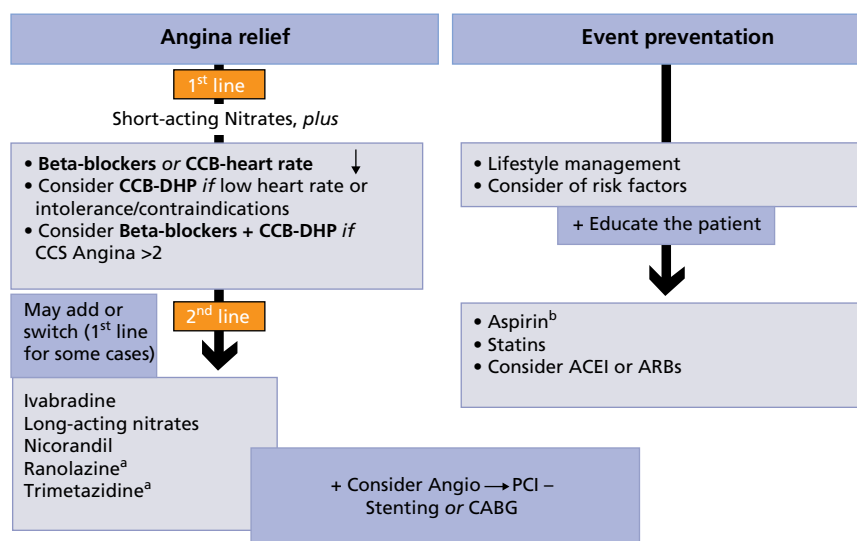 Angina relief
1st line
Short-acting Nitrates, plus
• Beta-blockers or CCB-heart rate ↓
• Consider CCB-DHP if low heart rate or
intolerance/contraindications
• Consider Beta-blockers + CCB-DHP if
CCS Angina >2
May add or
switch (1st line
for some cases)
2nd line
Ivabradine
Long-acting nitrates
Nicorandil
Ranolazineᵃ
Trimetazidineᵃ
+ Consider Angio → PCI –
Stenting or CABG
Event preventation
• Lifestyle management
• Consider of risk factors
+ Educate the patient
• Aspirinᵇ
• Statins
• Consider ACEI or ARBs